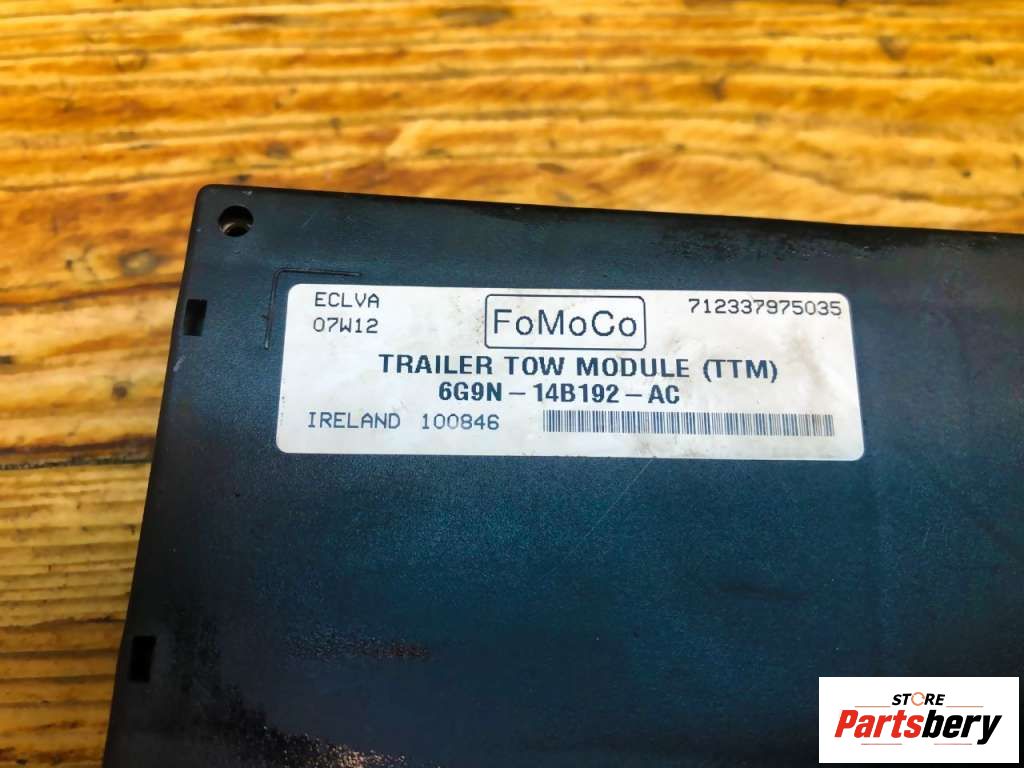 ECLVA
07W12
FoMoCo
712337975035
TRAILER TOW MODULE (TTM)
6G9N - 14B192 - AC
IRELAND 100846
STORE
Partsbery